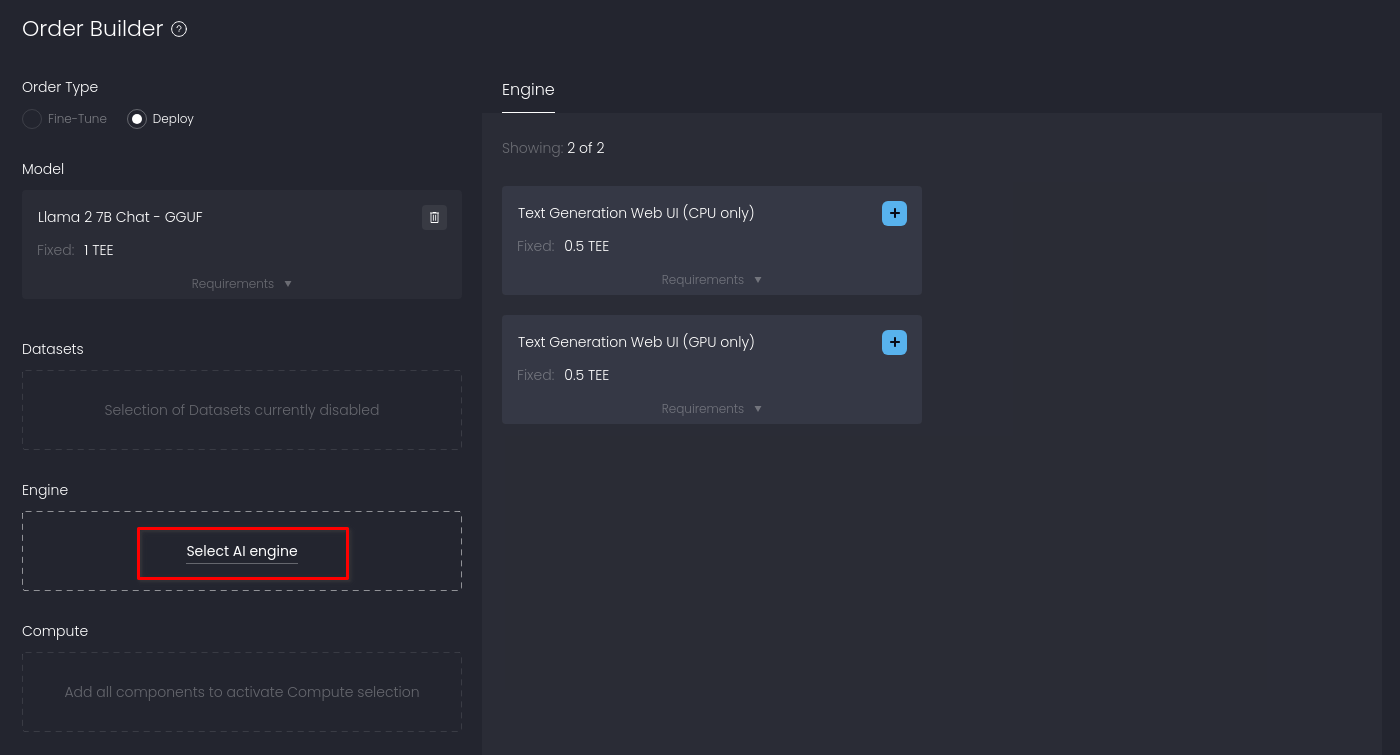 Order Builder ?
Order Type
Fine-Tune Deploy
Model
Llama 2 7B Chat - GGUF
Fixed: 1 TEE
Requirements ▼
Datasets
Selection of Datasets currently disabled
Engine
Select AI engine
Compute
Add all components to activate Compute selection
Engine
Showing: 2 of 2
Text Generation Web UI (CPU only) +
Fixed: 0.5 TEE
Requirements ▼
Text Generation Web UI (GPU only) +
Fixed: 0.5 TEE
Requirements ▼